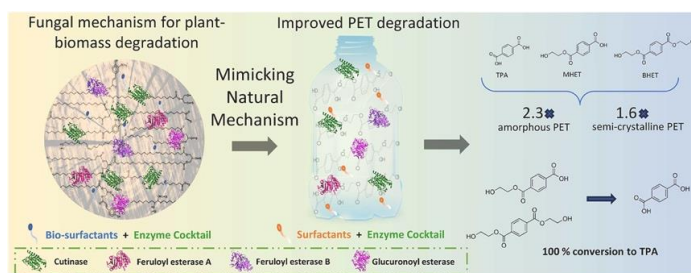 Fungal mechanism for plant-
biomass degradation
Bio-surfactants + Enzyme Cocktail
Mimicking
Natural
Mechanism
Improved PET degradation
Surfactants + Enzyme Cocktail
Cutinase
Feruloyl esterase A
Feruloyl esterase B
Glucuronoyl esterase
TPA
MHET
BHET
2.3✖
amorphous PET
1.6✖
semi-crystalline PET
100 % conversion to TPA